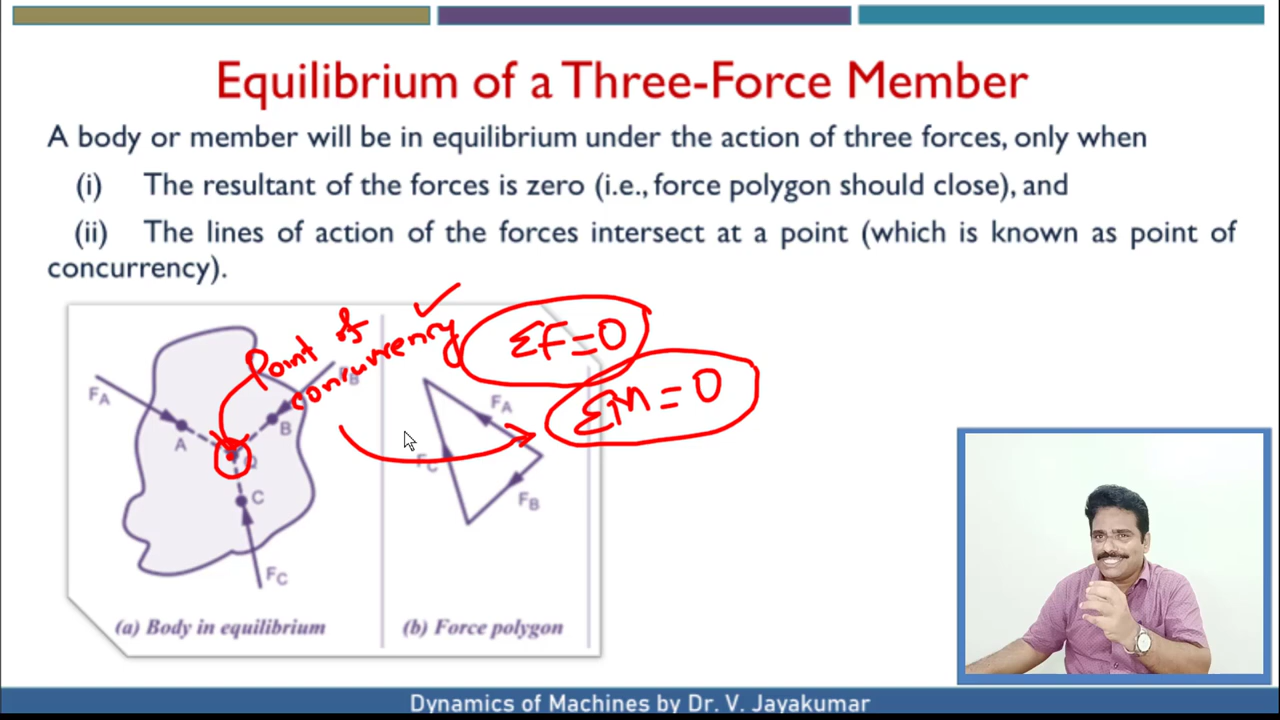 Equilibrium of a Three-Force Member
A body or member will be in equilibrium under the action of three forces, only when
(i) The resultant of the forces is zero (i.e., force polygon should close), and
(ii) The lines of action of the forces intersect at a point (which is known as point of
concurrency).
Point of
concurrency
ΣF=0
ΣM=0
F_A
F_B
A
B
Q
C
F_C
F_A
F_C
F_B
(a) Body in equilibrium
(b) Force polygon
Dynamics of Machines by Dr. V. Jayakumar